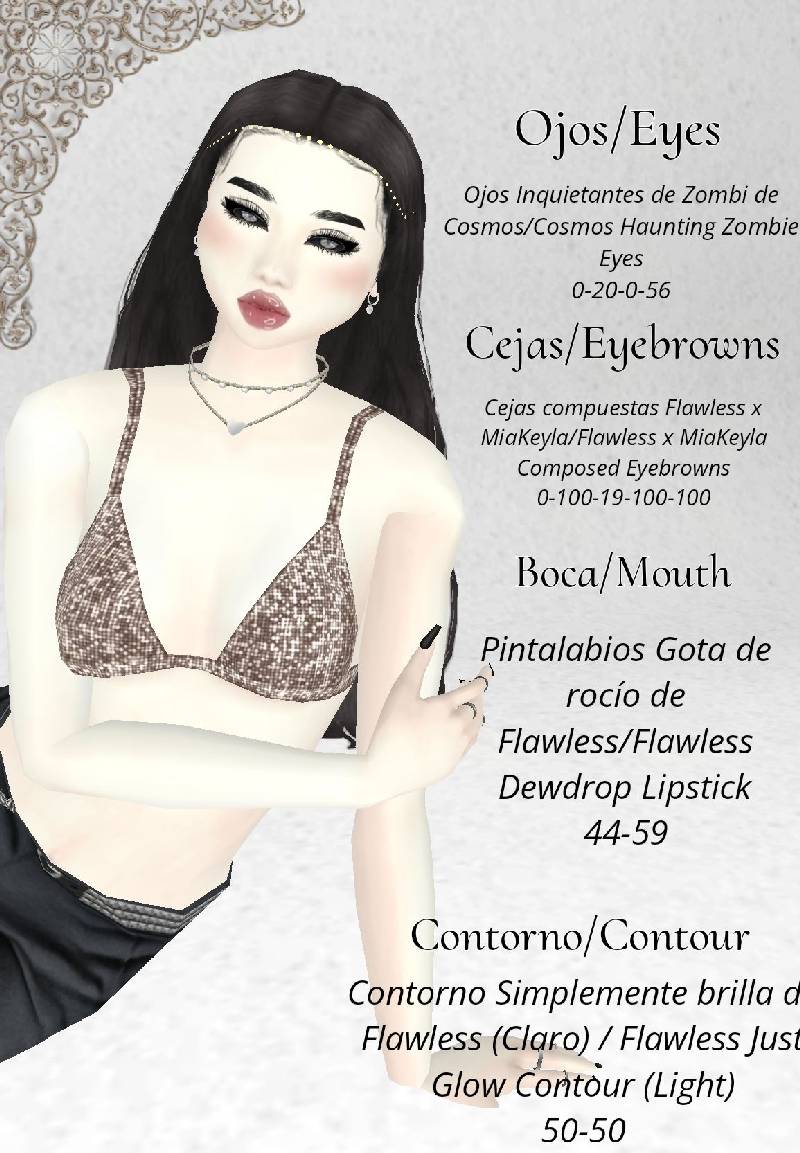 Ojos/Eyes
Ojos Inquietantes de Zombi de
Cosmos/Cosmos Haunting Zombie
Eyes
0-20-0-56
Cejas/Eyebrowns
Cejas compuestas Flawless x
MiaKeyla/Flawless x MiaKeyla
Composed Eyebrowns
0-100-19-100-100
Boca/Mouth
Pintalabios Gota de
rocío de
Flawless/Flawless
Dewdrop Lipstick
44-59
Contorno/Contour
Contorno Simplemente brilla d
Flawless (Claro) / Flawless Just
Glow Contour (Light)
50-50